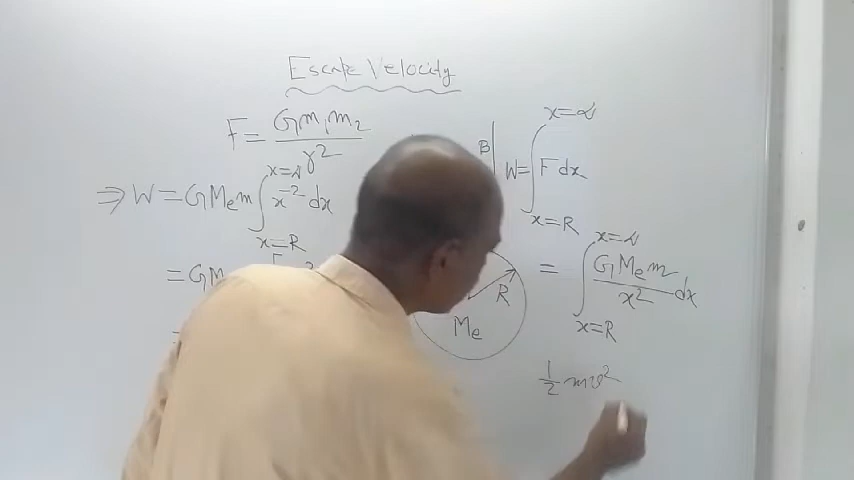 Escape Velocity
F = Gm₁m₂ / r²
⇒ W = GMₑm ∫ x⁻² dx
x=∝
x=R
= GM
B
R
Mₑ
x=∝
W = ∫ F dx
x=R
x=∝
= ∫ GMₑm / x² dx
x=R
1/2 mv²